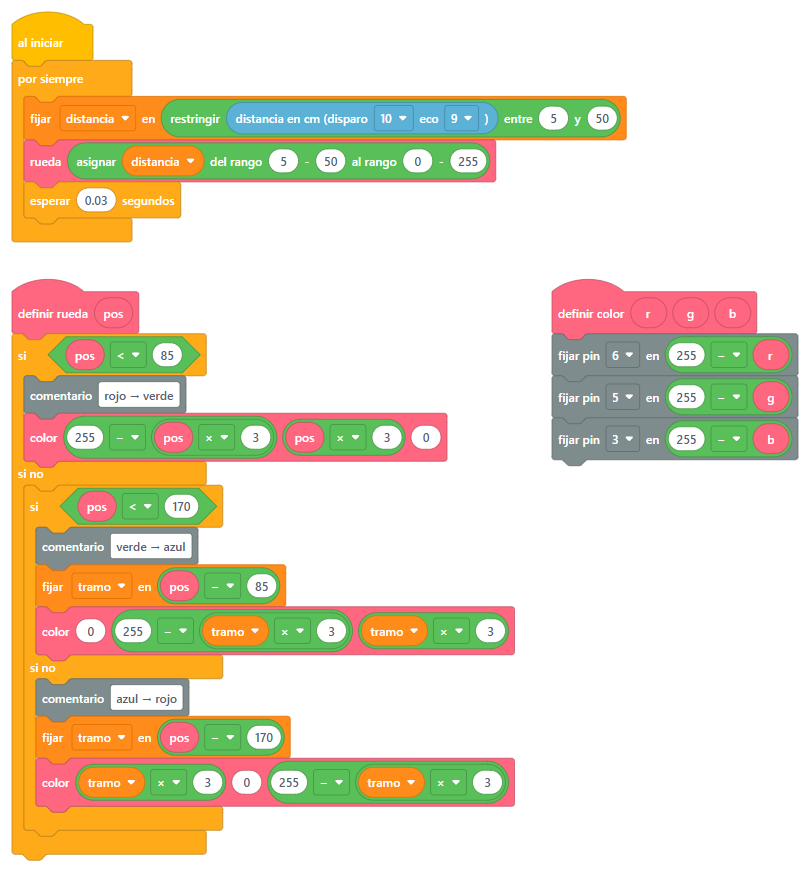 al iniciar
por siempre
fijar distancia en restringir distancia en cm (disparo 10 eco 9 ) entre 5 y 50
rueda asignar distancia del rango 5 - 50 al rango 0 - 255
esperar 0.03 segundos
definir rueda pos
si pos < 85
comentario rojo → verde
color 255 - pos × 3 pos × 3 0
si no
si pos < 170
comentario verde → azul
fijar tramo en pos - 85
color 0 255 - tramo × 3 tramo × 3
si no
comentario azul → rojo
fijar tramo en pos - 170
color tramo × 3 0 255 - tramo × 3
definir color r g b
fijar pin 6 en 255 - r
fijar pin 5 en 255 - g
fijar pin 3 en 255 - b